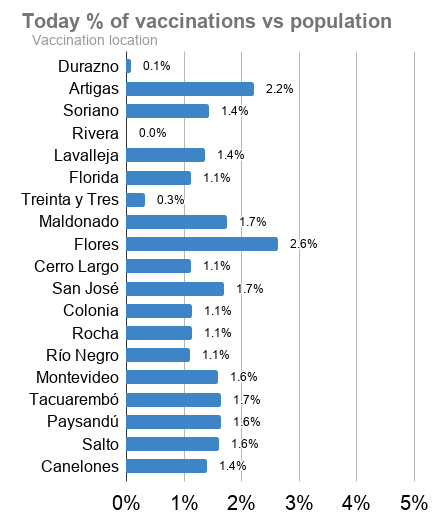 Today % of vaccinations vs population
Vaccination location
Durazno 0.1%
Artigas 2.2%
Soriano 1.4%
Rivera 0.0%
Lavalleja 1.4%
Florida 1.1%
Treinta y Tres 0.3%
Maldonado 1.7%
Flores 2.6%
Cerro Largo 1.1%
San José 1.7%
Colonia 1.1%
Rocha 1.1%
Río Negro 1.1%
Montevideo 1.6%
Tacuarembó 1.7%
Paysandú 1.6%
Salto 1.6%
Canelones 1.4%
0% 1% 2% 3% 4% 5%